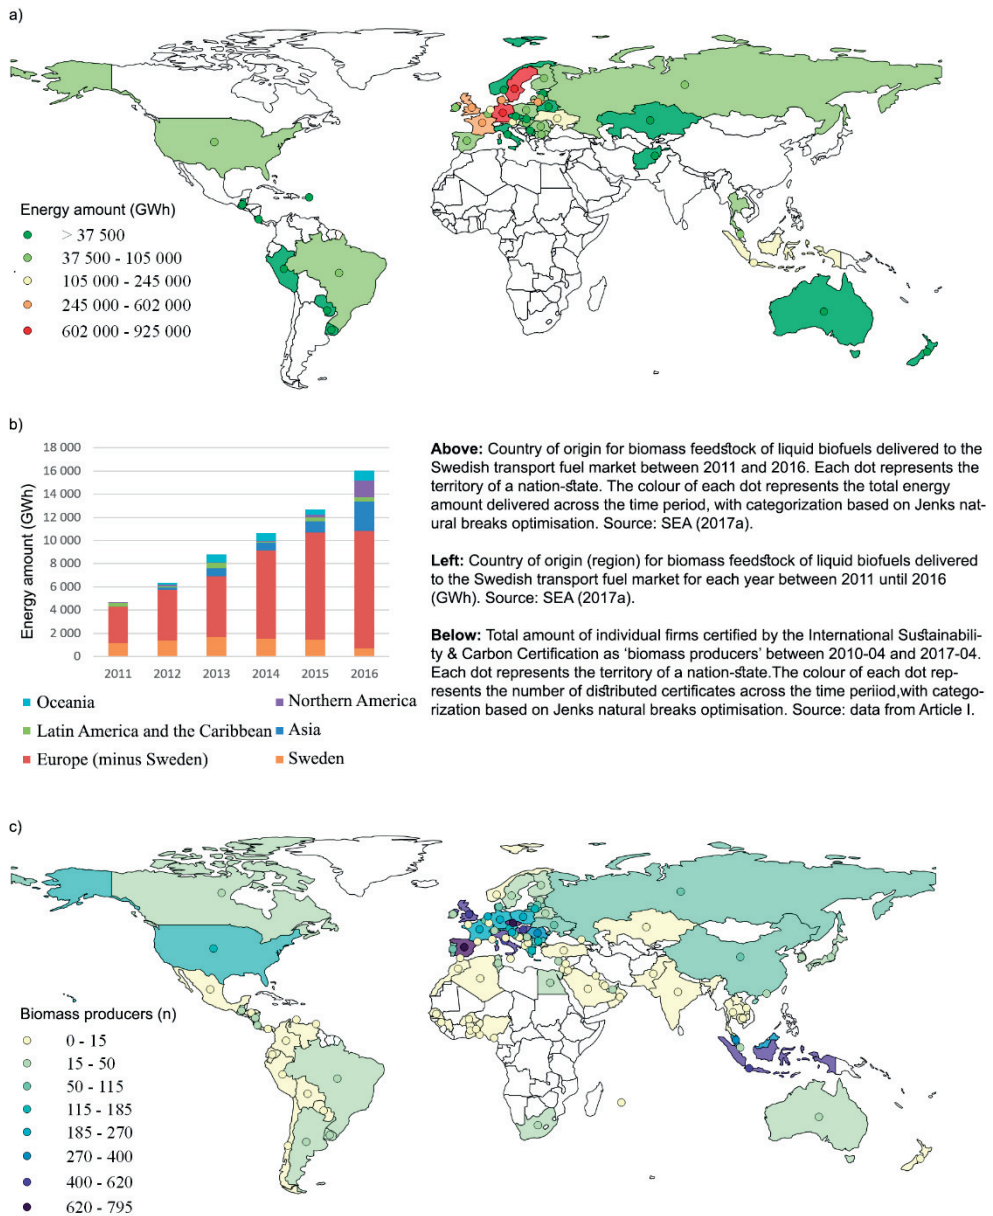 a)
Energy amount (GWh)
> 37 500
37 500 - 105 000
105 000 - 245 000
245 000 - 602 000
602 000 - 925 000
b)
18 000
16 000
14 000
12 000
10 000
8 000
6 000
4 000
2 000
0
Energy amount (GWh)
2011 2012 2013 2014 2015 2016
Oceania Northern America
Latin America and the Caribbean Asia
Europe (minus Sweden) Sweden
Above: Country of origin for biomass feedstock of liquid biofuels delivered to the
Swedish transport fuel market between 2011 and 2016. Each dot represents the
territory of a nation-state. The colour of each dot represents the total energy
amount delivered across the time period, with categorization based on Jenks nat-
ural breaks optimisation. Source: SEA (2017a).
Left: Country of origin (region) for biomass feedstock of liquid biofuels delivered
to the Swedish transport fuel market for each year between 2011 until 2016
(GWh). Source: SEA (2017a).
Below: Total amount of individual firms certified by the International Sustainabili-
ty & Carbon Certification as 'biomass producers' between 2010-04 and 2017-04.
Each dot represents the territory of a nation-state.The colour of each dot rep-
resents the number of distributed certificates across the time periiod,with catego-
rization based on Jenks natural breaks optimisation. Source: data from Article I.
c)
Biomass producers (n)
0 - 15
15 - 50
50 - 115
115 - 185
185 - 270
270 - 400
400 - 620
620 - 795